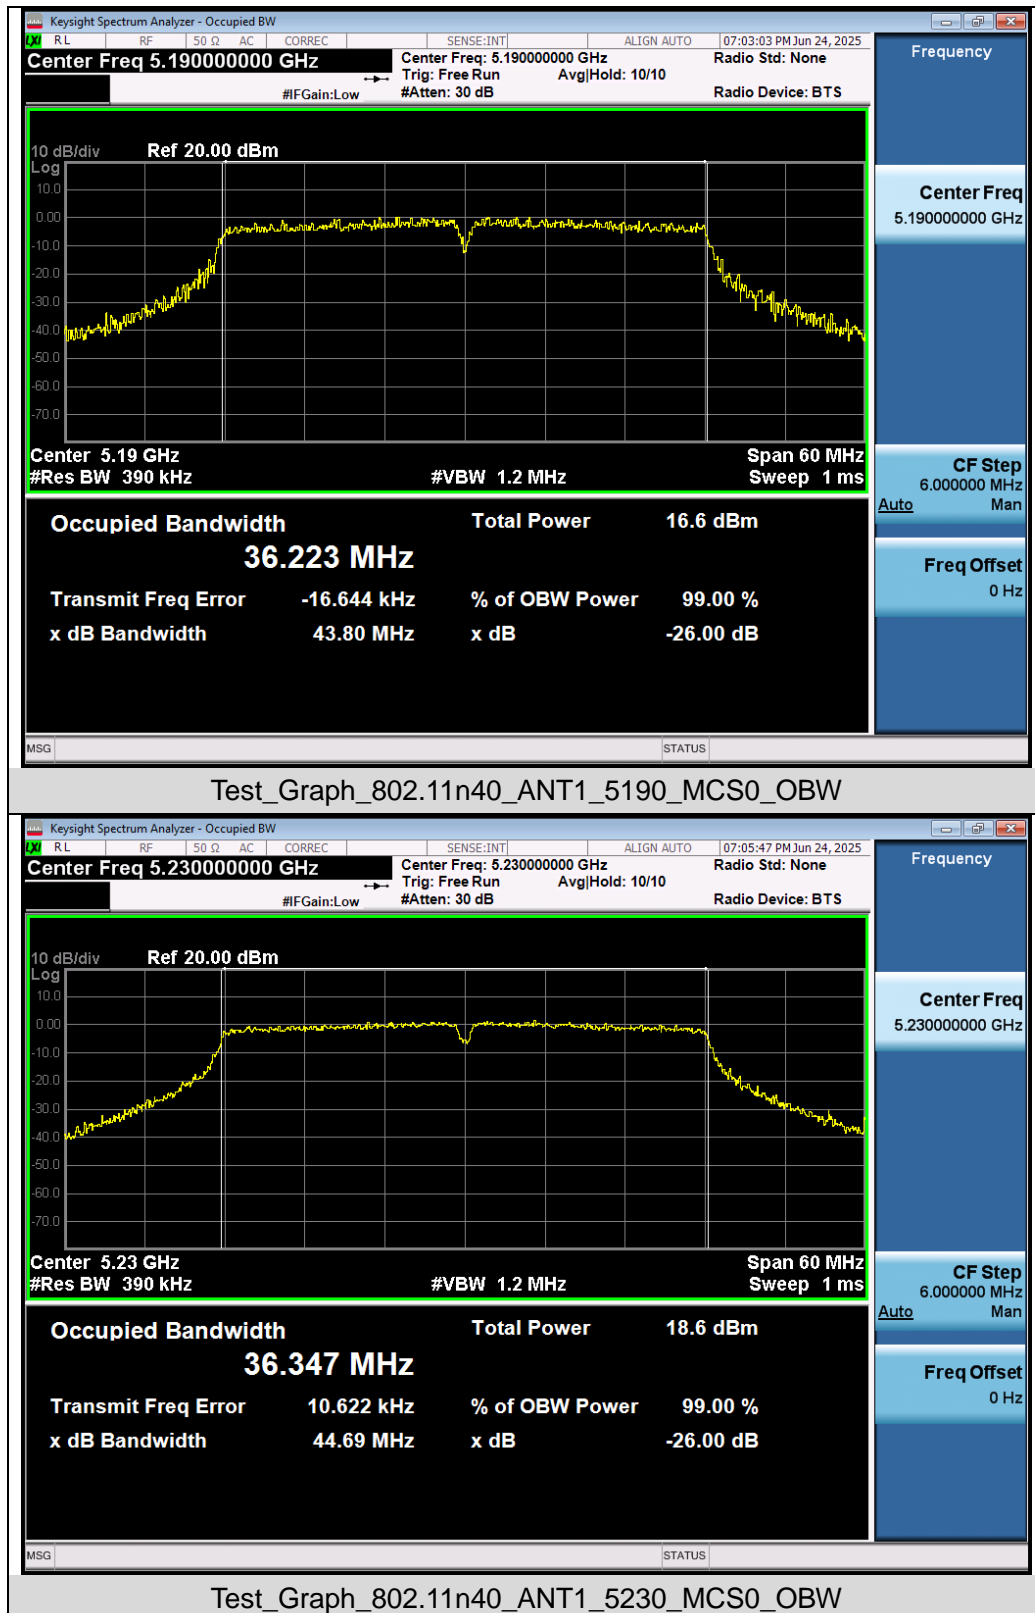 Keysight Spectrum Analyzer - Occupied BW
LXI RL RF 50 Ω AC CORREC SENSE:INT ALIGN AUTO 07:03:03 PM Jun 24, 2025
Center Freq 5.190000000 GHz
Center Freq: 5.190000000 GHz Radio Std: None
Trig: Free Run Avg|Hold: 10/10
#IFGain:Low #Atten: 30 dB Radio Device: BTS
Frequency
10 dB/div Ref 20.00 dBm
Log
10.0
0.00
-10.0
-20.0
-30.0
-40.0
-50.0
-60.0
-70.0
Center Freq
5.190000000 GHz
Center 5.19 GHz Span 60 MHz
#Res BW 390 kHz #VBW 1.2 MHz Sweep 1 ms
CF Step
6.000000 MHz
Auto Man
Occupied Bandwidth Total Power 16.6 dBm
36.223 MHz
Freq Offset
0 Hz
Transmit Freq Error -16.644 kHz % of OBW Power 99.00 %
x dB Bandwidth 43.80 MHz x dB -26.00 dB
MSG STATUS
Test_Graph_802.11n40_ANT1_5190_MCS0_OBW
Keysight Spectrum Analyzer - Occupied BW
LXI RL RF 50 Ω AC CORREC SENSE:INT ALIGN AUTO 07:05:47 PM Jun 24, 2025
Center Freq 5.230000000 GHz
Center Freq: 5.230000000 GHz Radio Std: None
Trig: Free Run Avg|Hold: 10/10
#IFGain:Low #Atten: 30 dB Radio Device: BTS
Frequency
10 dB/div Ref 20.00 dBm
Log
10.0
0.00
-10.0
-20.0
-30.0
-40.0
-50.0
-60.0
-70.0
Center Freq
5.230000000 GHz
Center 5.23 GHz Span 60 MHz
#Res BW 390 kHz #VBW 1.2 MHz Sweep 1 ms
CF Step
6.000000 MHz
Auto Man
Occupied Bandwidth Total Power 18.6 dBm
36.347 MHz
Freq Offset
0 Hz
Transmit Freq Error 10.622 kHz % of OBW Power 99.00 %
x dB Bandwidth 44.69 MHz x dB -26.00 dB
MSG STATUS
Test_Graph_802.11n40_ANT1_5230_MCS0_OBW